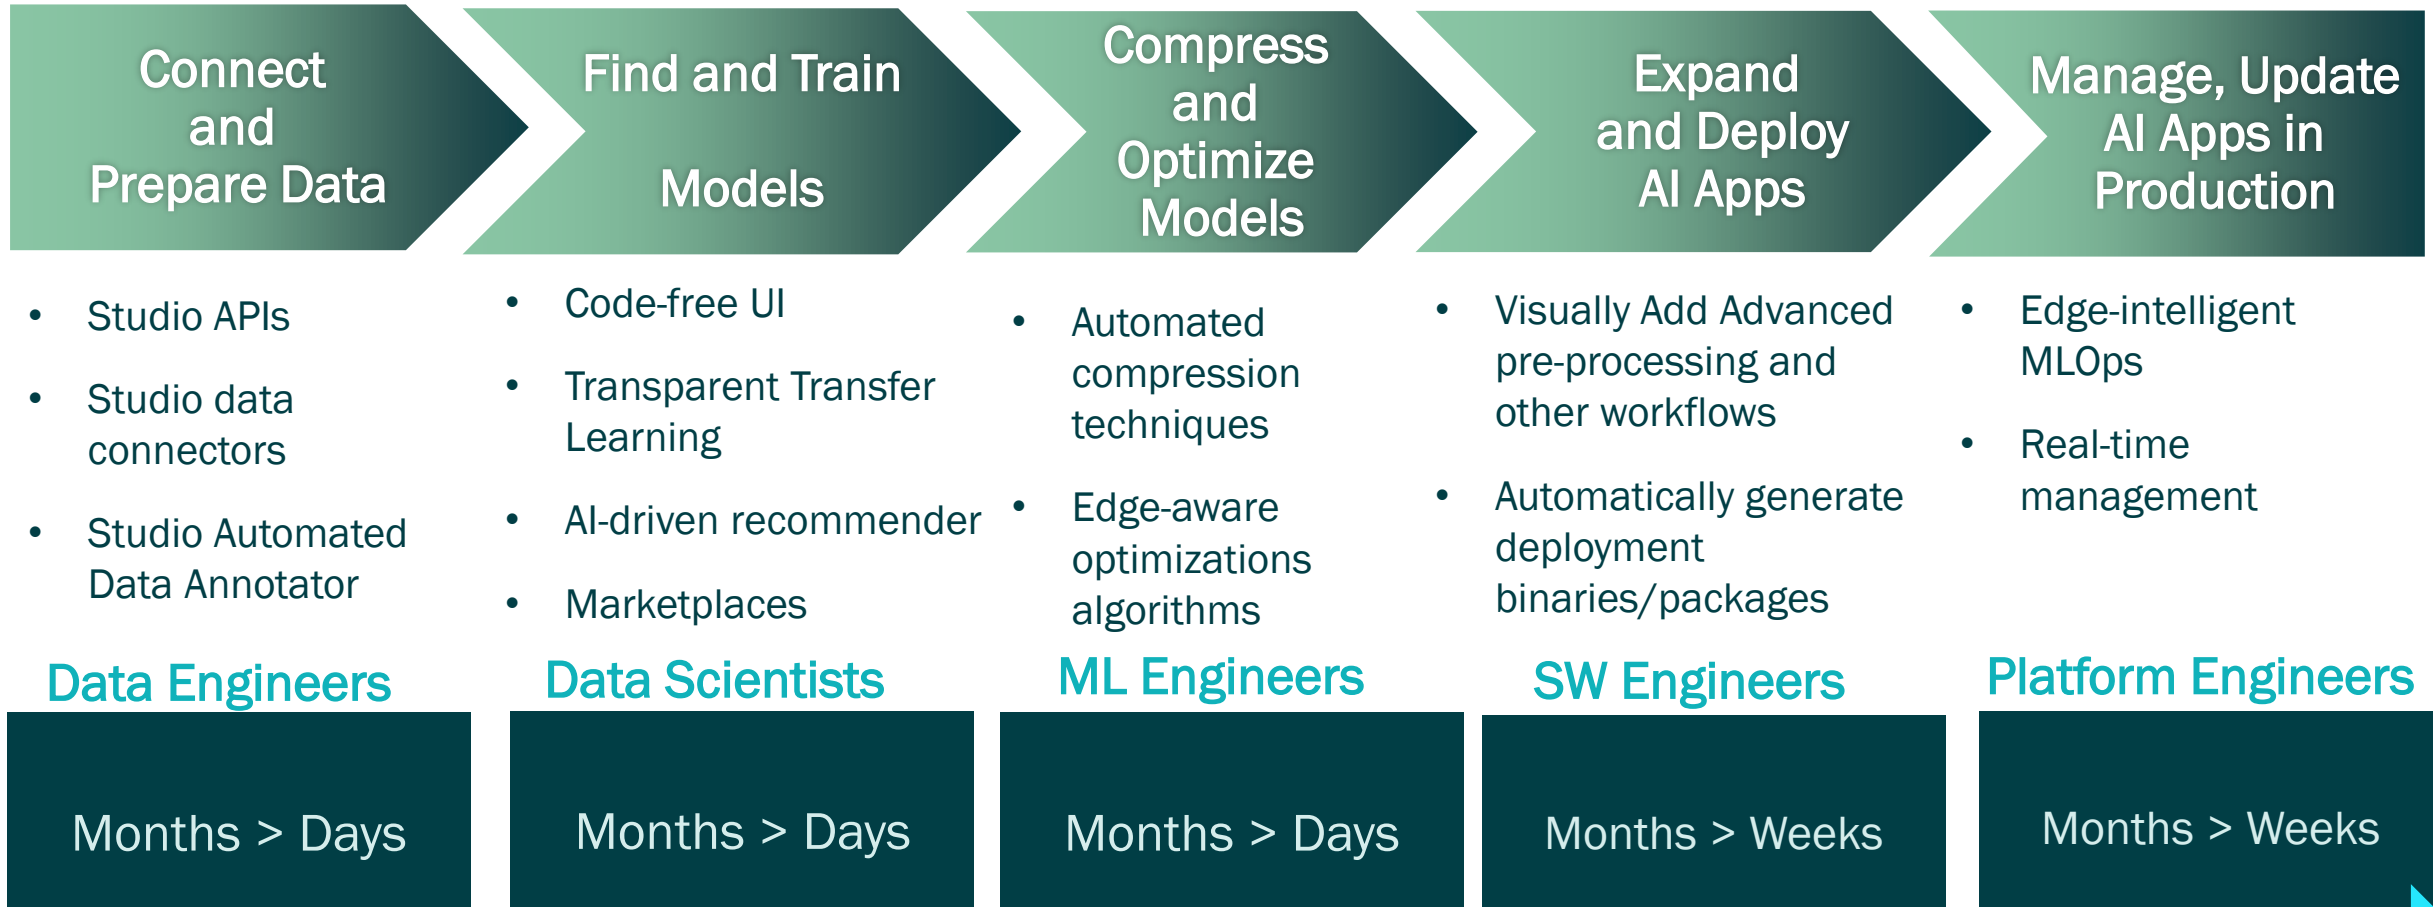 Connect
and
Prepare Data
Find and Train
Models
Compress
and
Optimize
Models
Expand
and Deploy
AI Apps
Manage, Update
AI Apps in
Production
• Studio APIs
• Studio data
connectors
• Studio Automated
Data Annotator
• Code-free UI
• Transparent Transfer
Learning
• AI-driven recommender
• Marketplaces
• Automated
compression
techniques
• Edge-aware
optimizations
algorithms
• Visually Add Advanced
pre-processing and
other workflows
• Automatically generate
deployment
binaries/packages
• Edge-intelligent
MLOps
• Real-time
management
Data Engineers
Data Scientists
ML Engineers
SW Engineers
Platform Engineers
Months > Days
Months > Days
Months > Days
Months > Weeks
Months > Weeks